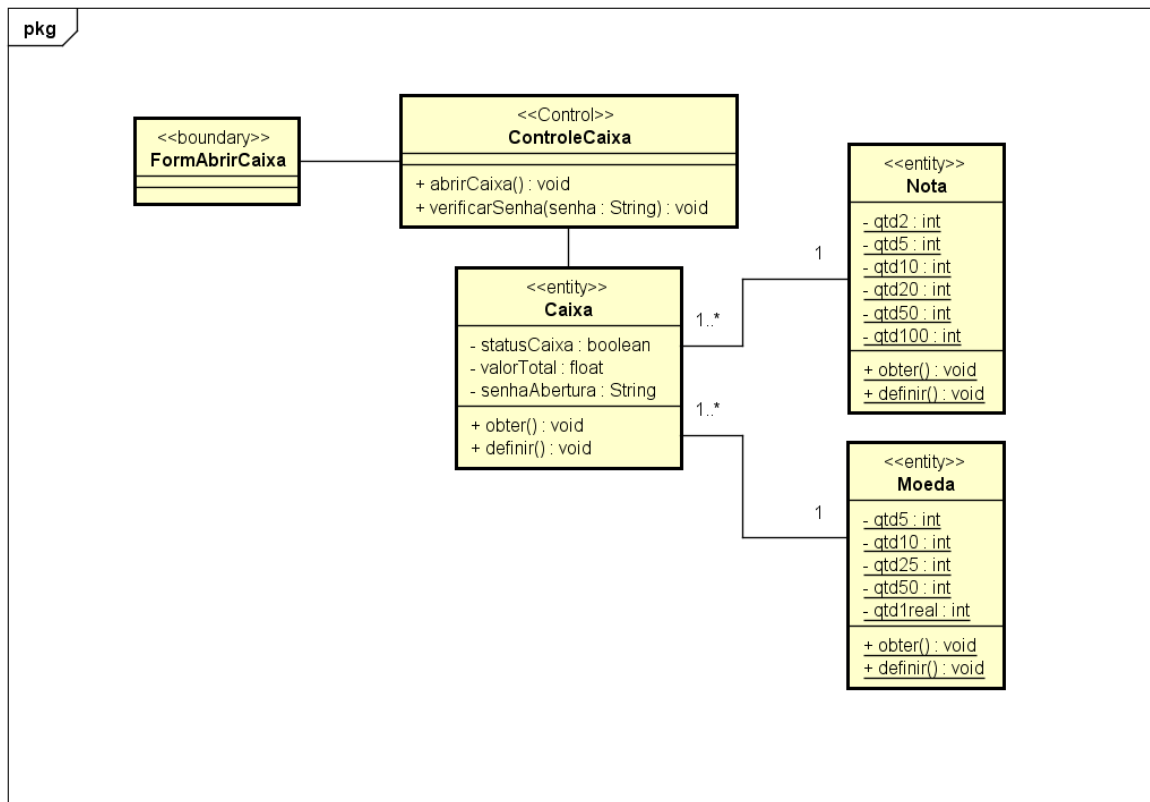 pkg
<<boundary>>
FormAbrirCaixa
<<Control>>
ControleCaixa
+ abrirCaixa() : void
+ verificarSenha(senha : String) : void
<<entity>>
Caixa
- statusCaixa : boolean
- valorTotal : float
- senhaAbertura : String
+ obter() : void
+ definir() : void
1..*
1
1..*
1
<<entity>>
Nota
- qtd2 : int
- qtd5 : int
- qtd10 : int
- qtd20 : int
- qtd50 : int
- qtd100 : int
+ obter() : void
+ definir() : void
<<entity>>
Moeda
- qtd5 : int
- qtd10 : int
- qtd25 : int
- qtd50 : int
- qtd1real : int
+ obter() : void
+ definir() : void